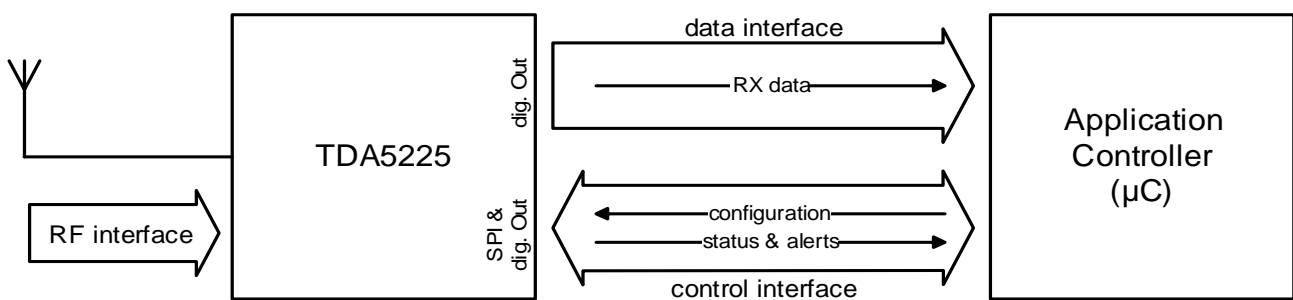 data interface
dig. Out
RX data
TDA5225
Application
Controller
(µC)
RF interface
SPI &
dig. Out
configuration
status & alerts
control interface